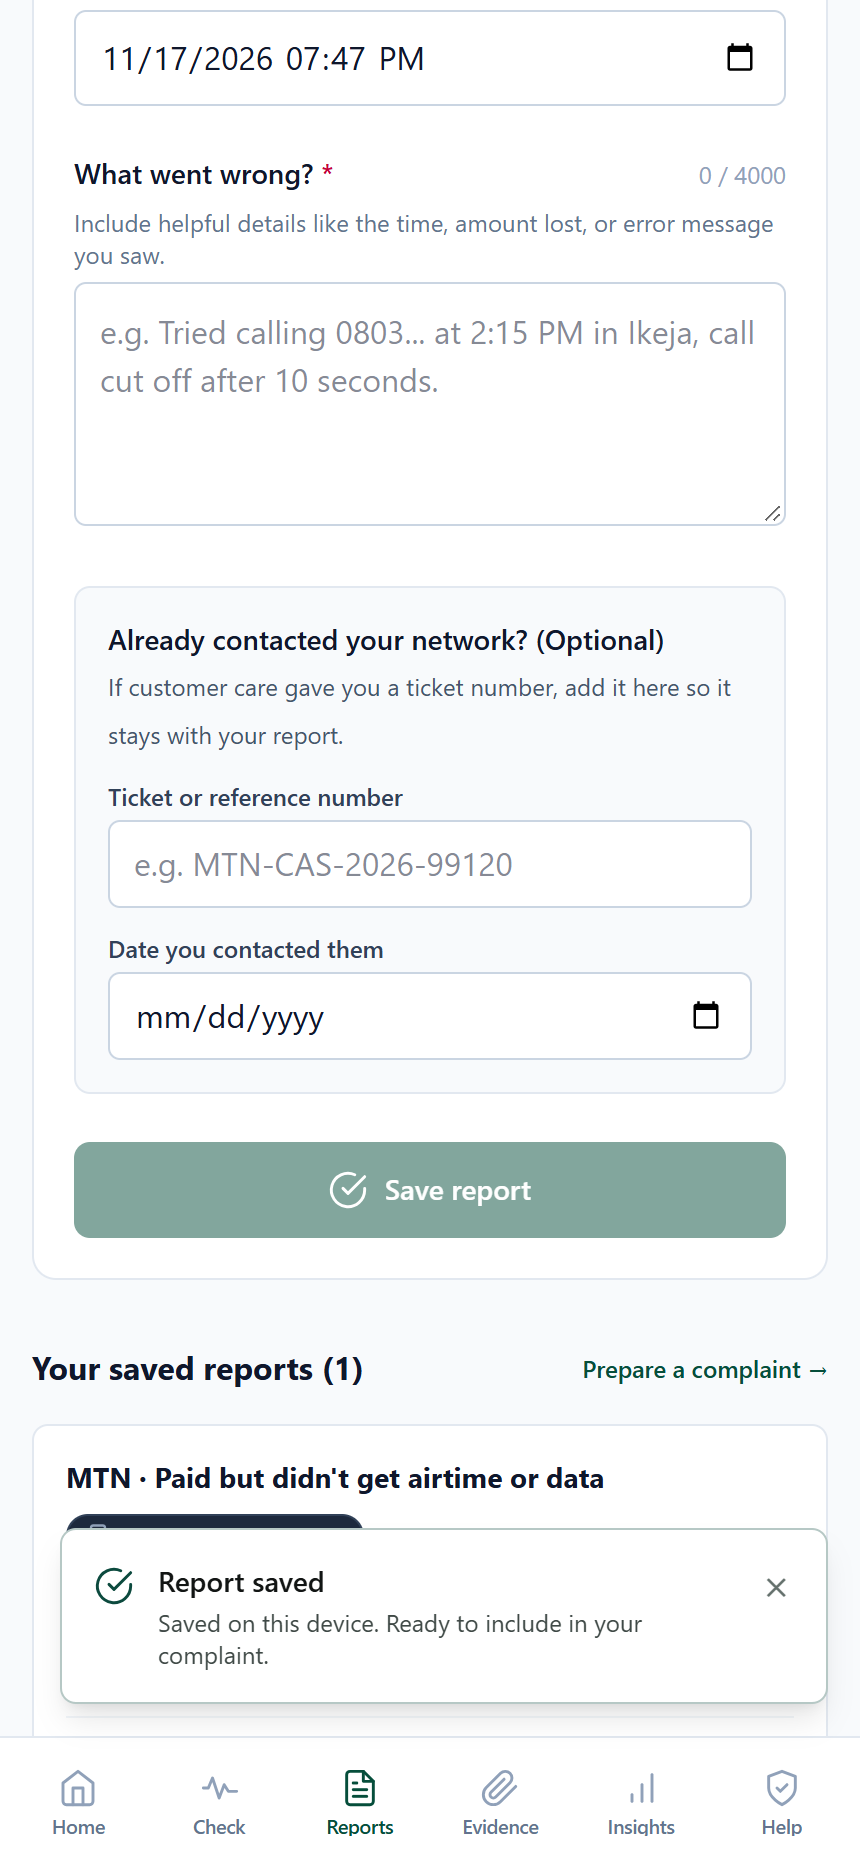 11/17/2026 07:47 PM
What went wrong? *
0 / 4000
Include helpful details like the time, amount lost, or error message
you saw.
e.g. Tried calling 0803... at 2:15 PM in Ikeja, call
cut off after 10 seconds.
Already contacted your network? (Optional)
If customer care gave you a ticket number, add it here so it
stays with your report.
Ticket or reference number
e.g. MTN-CAS-2026-99120
Date you contacted them
mm/dd/yyyy
Save report
Your saved reports (1)
Prepare a complaint →
MTN · Paid but didn't get airtime or data
Report saved
Saved on this device. Ready to include in your
complaint.
Home
Check
Reports
Evidence
Insights
Help